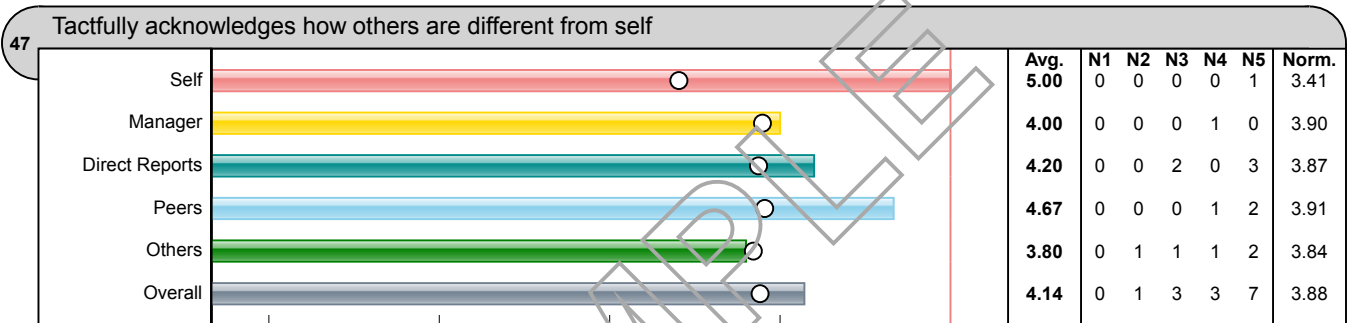 Tactfully acknowledges how others are different from self
47
Avg. N1 N2 N3 N4 N5 Norm.
Self 5.00 0 0 0 0 1 3.41
Manager 4.00 0 0 0 1 0 3.90
Direct Reports 4.20 0 0 2 0 3 3.87
Peers 4.67 0 0 0 1 2 3.91
Others 3.80 0 1 1 1 2 3.84
Overall 4.14 0 1 3 3 7 3.88
MPLE